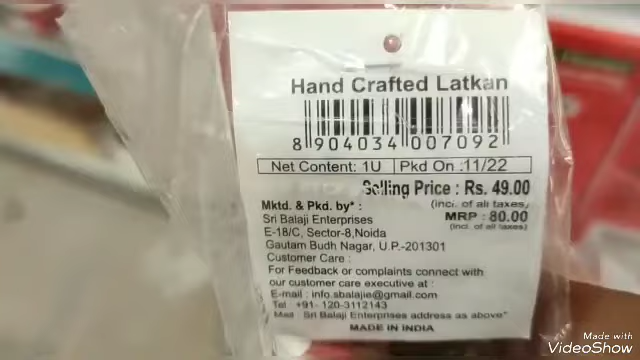 Hand Crafted Latkan
8 904034 007092
Net Content: 1U Pkd On :11/22
Selling Price : Rs. 49.00
(incl. of all taxes)
Mktd. & Pkd. by* :
MRP : 80.00
(incl. of all taxes)
Sri Balaji Enterprises
E-18/C, Sector-8,Noida
Gautam Budh Nagar, U.P.-201301
Customer Care :
For Feedback or complaints connect with
our customer care executive at :
E-mail : info.sbalajie@gmail.com
Tel : +91- 120-3112143
Mail : Sri Balaji Enterprises address as above*
MADE IN INDIA
Made with
VideoShow